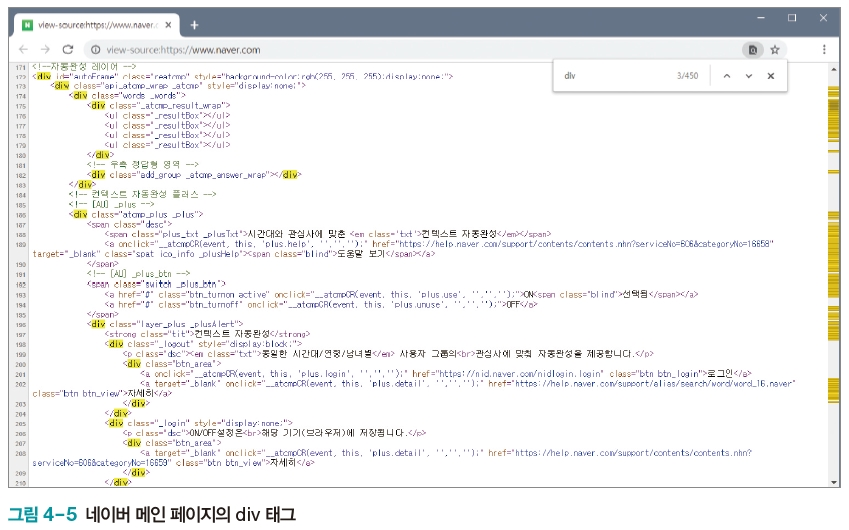 view-source:https://www.naver.c
view-source:https://www.naver.com
div
3/450
171 <!--자동완성 레이어 -->
172 <div id="autoFrame" class="reatcmp" style="background-color:rgb(255, 255, 255);display:none;">
173 <div class="api_atcmp_wrap _atcmp" style="display:none;">
174 <div class="words _words">
175 <div class="_atcmp_result_wrap">
176 <ul class="_resultBox"></ul>
177 <ul class="_resultBox"></ul>
178 <ul class="_resultBox"></ul>
179 <ul class="_resultBox"></ul>
180 </div>
181 <!-- 우측 정답형 영역 -->
182 <div class="add_group _atcmp_answer_wrap"></div>
183 </div>
184 <!-- 컨텍스트 자동완성 플러스 -->
185 <!-- [AU] _plus -->
186 <div class="atcmp_plus _plus">
187 <span class="desc">
188 <span class="plus_txt _plusTxt">시간대와 관심사에 맞춘 <em class='txt'>컨텍스트 자동완성</em></span>
189 <a onclick="__atcmpCR(event, this, 'plus.help', '','','');" href="https://help.naver.com/support/contents/contents.nhn?serviceNo=606&categoryNo=16658"
target="_blank" class="spat ico_info _plusHelp"><span class="blind">도움말 보기</span></a>
190 </span>
191 <!-- [AU] _plus_btn -->
192 <span class="switch _plus_btn">
193 <a href="#" class="btn_turnon active" onclick="__atcmpCR(event, this, 'plus.use', '','','');">ON<span class="blind">선택됨</span></a>
194 <a href="#" class="btn_turnoff" onclick="__atcmpCR(event, this, 'plus.unuse', '','','');">OFF</a>
195 </span>
196 <div class="layer_plus _plusAlert">
197 <strong class="tit">컨텍스트 자동완성</strong>
198 <div class="_logout" style="display:block;">
199 <p class="dsc"><em class="txt">동일한 시간대/연령/남녀별</em> 사용자 그룹의<br>관심사에 맞춰 자동완성을 제공합니다.</p>
200 <div class="btn_area">
201 <a onclick="__atcmpCR(event, this, 'plus.login', '','','');" href="https://nid.naver.com/nidlogin.login" class="btn btn_login">로그인</a>
202 <a target="_blank" onclick="__atcmpCR(event, this, 'plus.detail', '','','');" href="https://help.naver.com/support/alias/search/word/word_16.naver"
class="btn btn_view">자세히</a>
203 </div>
204 </div>
205 <div class="_login" style="display:none;">
206 <p class="dsc">ON/OFF설정은<br>해당 기기(브라우저)에 저장됩니다.</p>
207 <div class="btn_area">
208 <a target="_blank" onclick="__atcmpCR(event, this, 'plus.detail', '','','');" href="https://help.naver.com/support/contents/contents.nhn?
serviceNo=606&categoryNo=16659" class="btn btn_view">자세히</a>
209 </div>
210 </div>
그림 4-5 네이버 메인 페이지의 div 태그